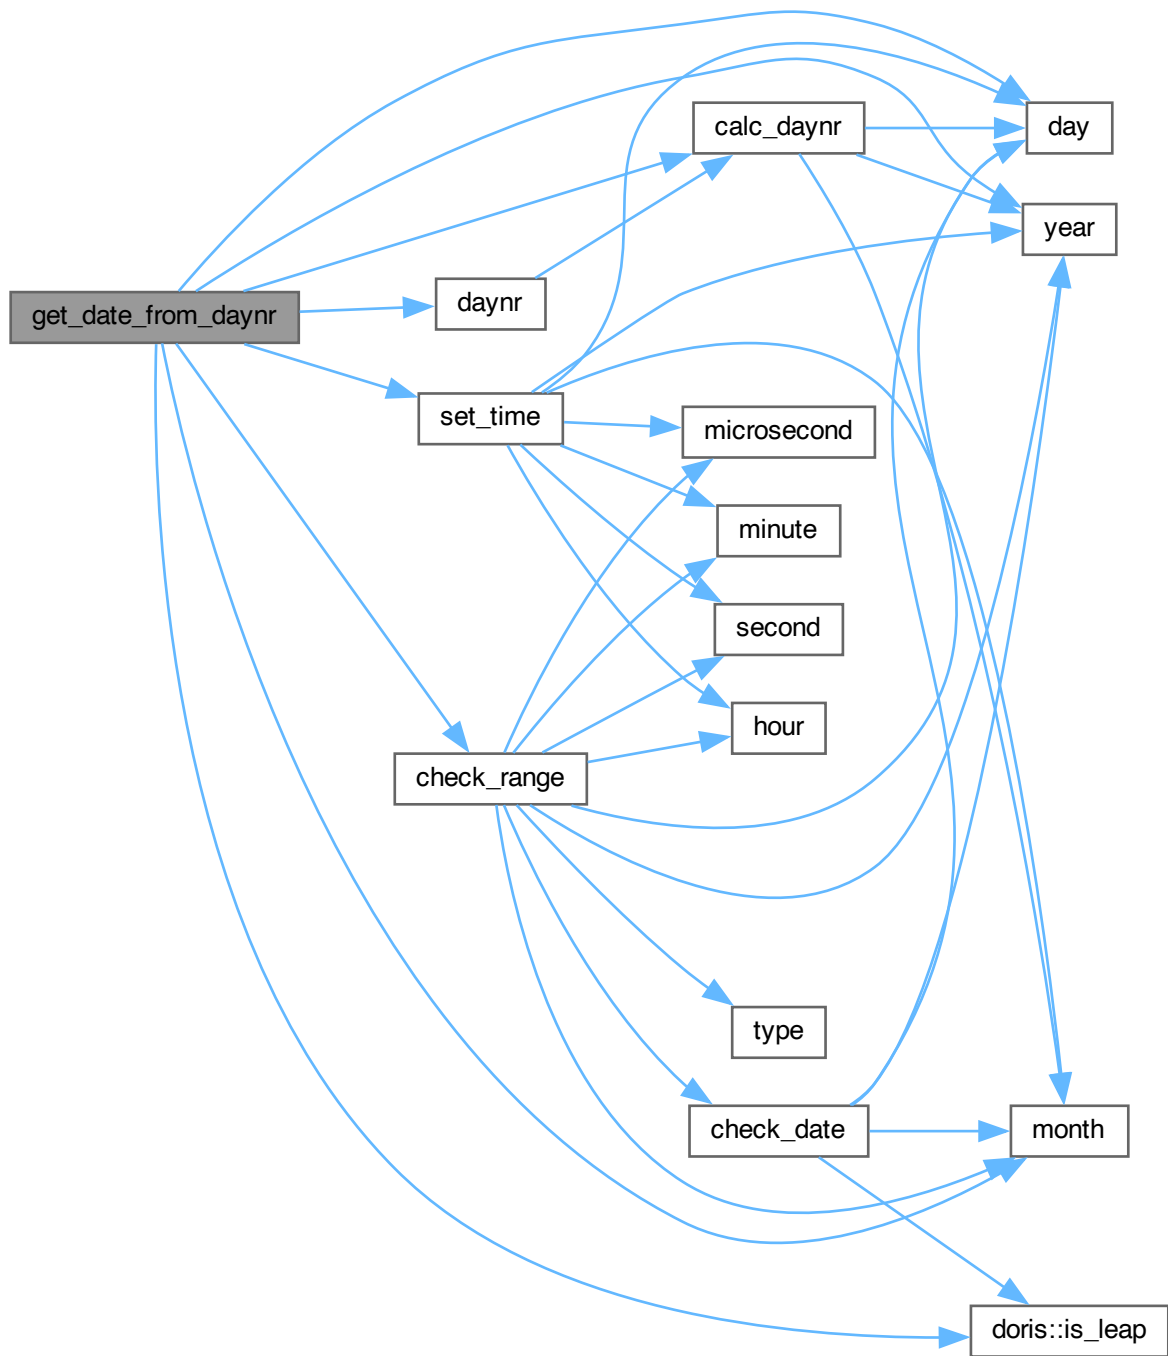 calc_daynr
day
year
daynr
get_date_from_daynr
set_time
microsecond
minute
second
hour
check_range
type
check_date
month
doris::is_leap